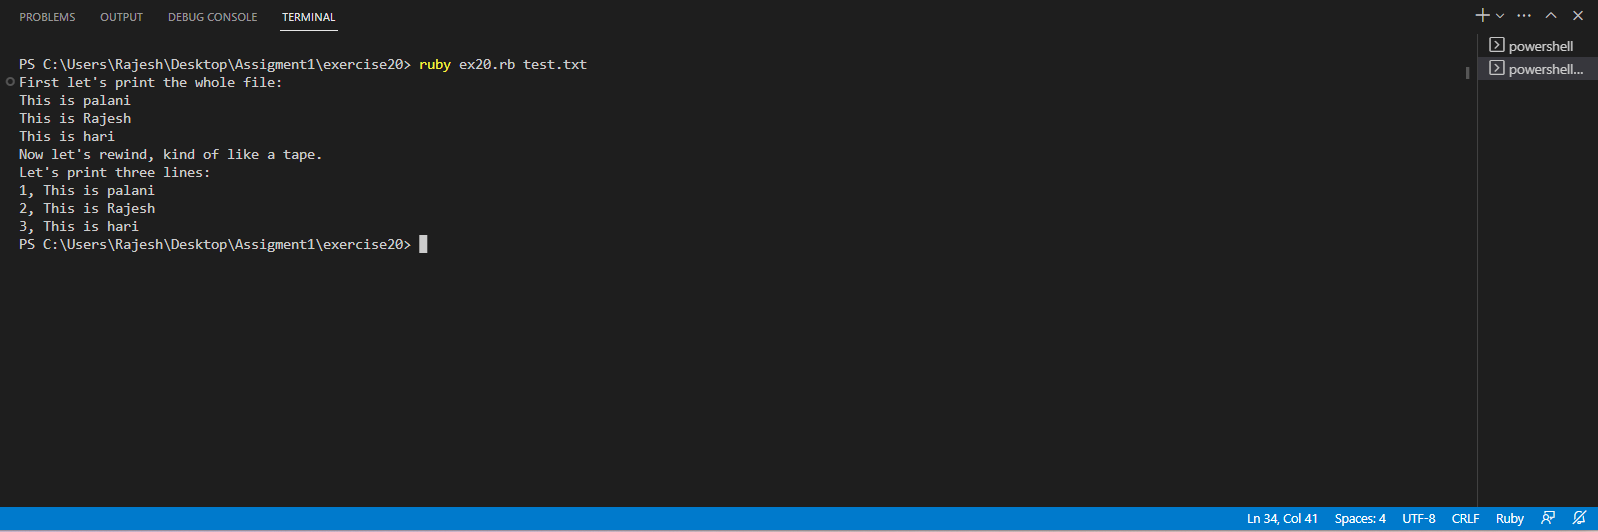 PROBLEMS OUTPUT DEBUG CONSOLE TERMINAL
powershell
powershell...
PS C:\Users\Rajesh\Desktop\Assigment1\exercise20> ruby ex20.rb test.txt
First let's print the whole file:
This is palani
This is Rajesh
This is hari
Now let's rewind, kind of like a tape.
Let's print three lines:
1, This is palani
2, This is Rajesh
3, This is hari
PS C:\Users\Rajesh\Desktop\Assigment1\exercise20>
Ln 34, Col 41 Spaces: 4 UTF-8 CRLF Ruby